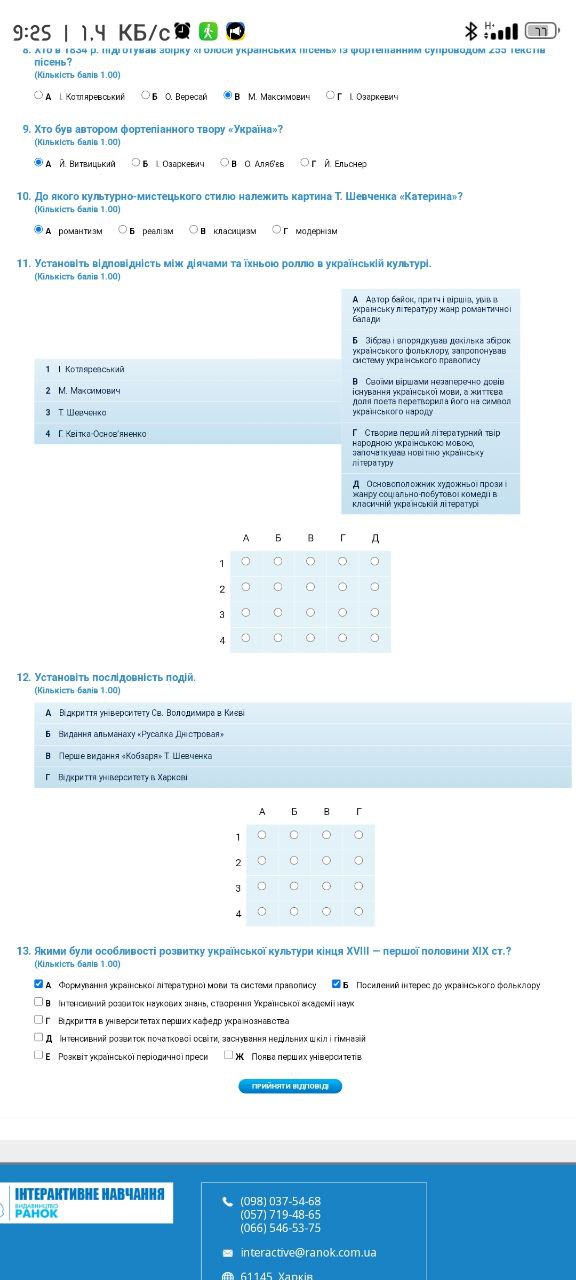 9:25 | 1.4 КБ/с
77
8. Хто в 1834 р. підготував збірку «Голоси українських пісень» із фортепіанним супроводом 255 текстів
пісень?
(Кількість балів 1.00)
А І. Котляревський Б О. Вересай В М. Максимович Г І. Озаркевич
9. Хто був автором фортепіанного твору «Україна»?
(Кількість балів 1.00)
А Й. Витвицький Б І. Озаркевич В О. Аляб'єв Г Й. Ельснер
10. До якого культурно-мистецького стилю належить картина Т. Шевченка «Катерина»?
(Кількість балів 1.00)
А романтизм Б реалізм В класицизм Г модернізм
11. Установіть відповідність між діячами та їхньою роллю в українській культурі.
(Кількість балів 1.00)
1 І Котляревський
2 М. Максимович
3 Т. Шевченко
4 Г. Квітка-Основ'яненко
А Автор байок, притч і віршів, увів в
українську літературу жанр романтичної
балади
Б Зібрав і впорядкував декілька збірок
українського фольклору, запропонував
систему українського правопису
В Своїми віршами незаперечно довів
існування української мови, а життєва
доля поета перетворила його на символ
українського народу
Г Створив перший літературний твір
народною українською мовою,
започаткував новітню українську
літературу
Д Основоположник художньої прози і
жанру соціально-побутової комедії в
класичній українській літературі
А Б В Г Д
1
2
3
4
12. Установіть послідовність подій.
(Кількість балів 1.00)
А Відкриття університету Св. Володимира в Києві
Б Видання альманаху «Русалка Дністровая»
В Перше видання «Кобзаря» Т. Шевченка
Г Відкриття університету в Харкові
А Б В Г
1
2
3
4
13. Якими були особливості розвитку української культури кінця XVIII — першої половини XIX ст.?
(Кількість балів 1.00)
А Формування української літературної мови та системи правопису Б Посилений інтерес до українського фольклору
В Інтенсивний розвиток наукових знань, створення Української академії наук
Г Відкриття в університетах перших кафедр українознавства
Д Інтенсивний розвиток початкової освіти, заснування недільних шкіл і гімназій
Е Розквіт української періодичної преси Ж Поява перших університетів
ПРИЙНЯТИ ВІДПОВІДІ
ІНТЕРАКТИВНЕ НАВЧАННЯ
ВИДАВНИЦТВО
РАНОК
(098) 037-54-68
(057) 719-48-65
(066) 546-53-75
interactive@ranok.com.ua
61145, Харків